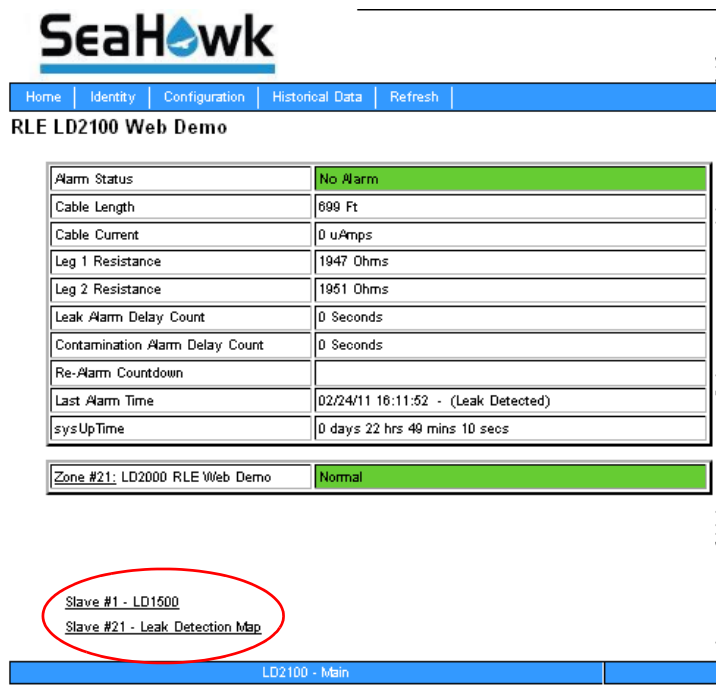 SeaHawk
Home Identity Configuration Historical Data Refresh
RLE LD2100 Web Demo
Alarm Status No Alarm
Cable Length 699 Ft
Cable Current 0 uAmps
Leg 1 Resistance 1947 Ohms
Leg 2 Resistance 1951 Ohms
Leak Alarm Delay Count 0 Seconds
Contamination Alarm Delay Count 0 Seconds
Re-Alarm Countdown
Last Alarm Time 02/24/11 16:11:52 - (Leak Detected)
sysUpTime 0 days 22 hrs 49 mins 10 secs
Zone #21: LD2000 RLE Web Demo Normal
Slave #1 - LD1500
Slave #21 - Leak Detection Map
LD2100 - Main